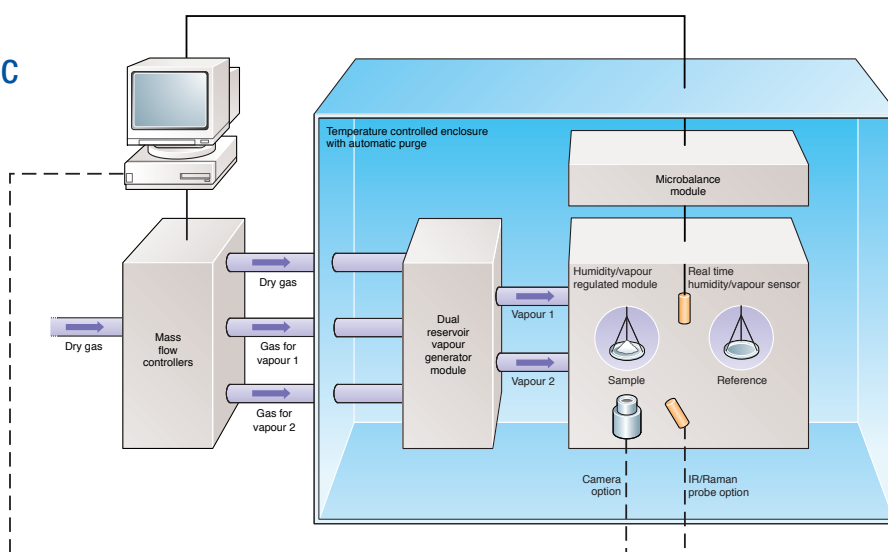 C
Temperature controlled enclosure
with automatic purge
Microbalance
module
Humidity/vapour
regulated module
Real time
humidity/vapour sensor
Dry gas
Dry gas
Mass
flow
controllers
Gas for
vapour 1
Gas for
vapour 2
Dual
reservoir
vapour
generator
module
Vapour 1
Vapour 2
Sample
Reference
Camera
option
IR/Raman
probe option